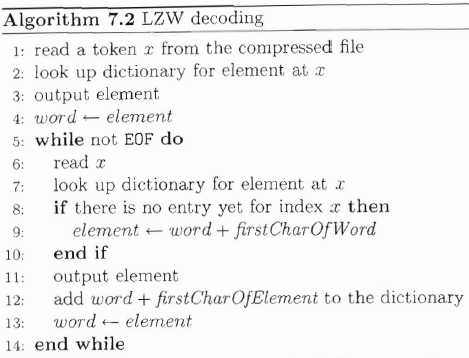 Algorithm 7.2 LZW decoding
1: read a token x from the compressed file
2: look up dictionary for element at x
3: output element
4: word ← element
5: while not EOF do
6: read x
7: look up dictionary for element at x
8: if there is no entry yet for index x then
9: element ← word + firstCharOfWord
10: end if
11: output element
12: add word + firstCharOfElement to the dictionary
13: word ← element
14: end while